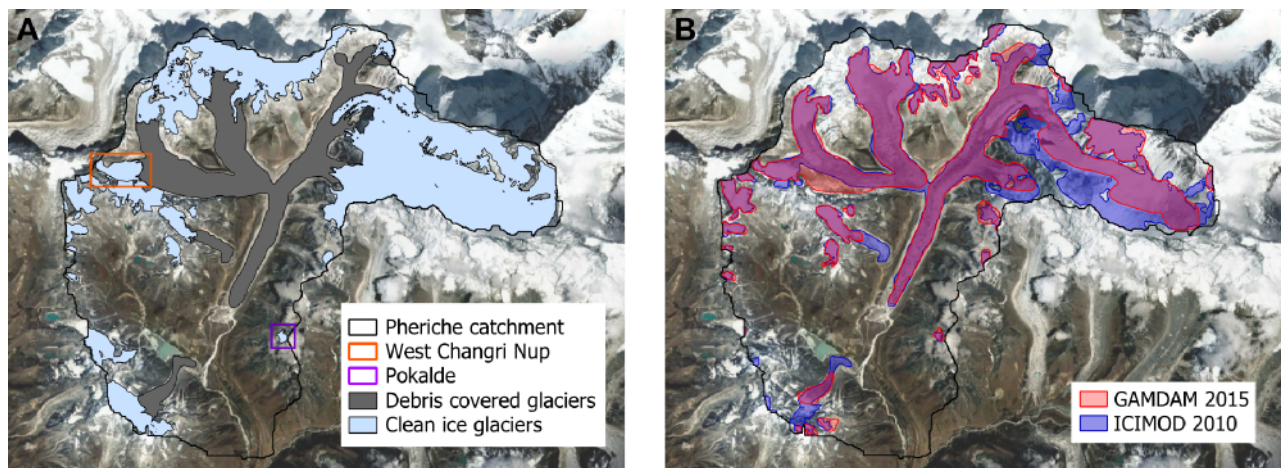 A
Pheriche catchment
West Changri Nup
Pokalde
Debris covered glaciers
Clean ice glaciers
B
GAMDAM 2015
ICIMOD 2010